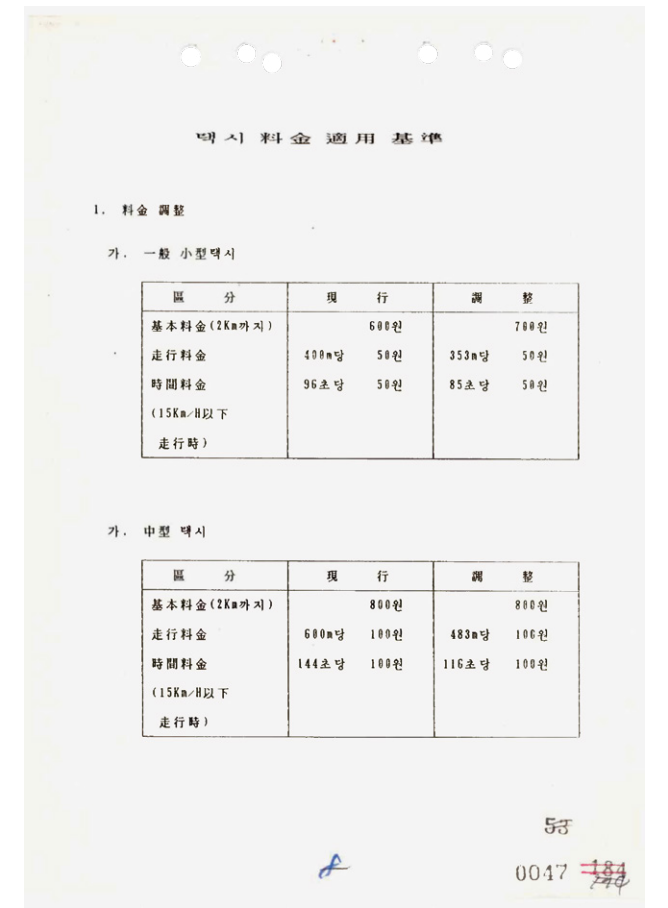 택시 料金 適用 基準
1. 料金 調整
가. 一般 小型택시
區 分 現 行 調 整
基本料金(2Km까지) 600원 700원
走行料金 400m당 50원 353m당 50원
時間料金 96초당 50원 85초당 50원
(15Km/H以下
走行時)
가. 中型 택시
區 分 現 行 調 整
基本料金(2Km까지) 800원 800원
走行料金 600m당 100원 483m당 100원
時間料金 144초당 100원 116초당 100원
(15Km/H以下
走行時)
8
0047 184